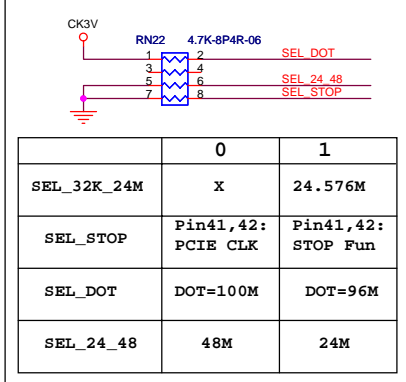 CK3V
RN22 4.7K-8P4R-06
1 2 SEL_DOT
3 4
5 6 SEL_24_48
7 8 SEL_STOP
0 1
SEL_32K_24M X 24.576M
SEL_STOP Pin41,42: PCIE CLK Pin41,42: STOP Fun
SEL_DOT DOT=100M DOT=96M
SEL_24_48 48M 24M